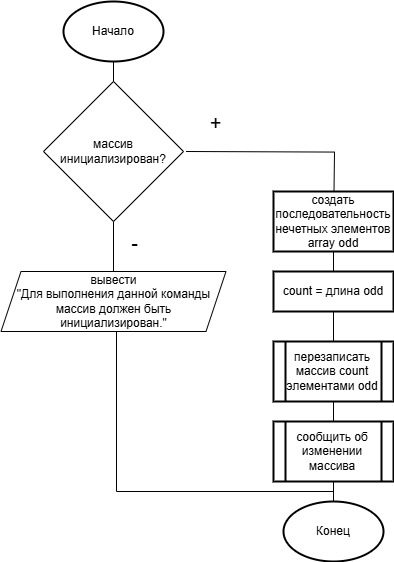 Начало
массив
инициализирован?
+
-
создать
последовательность
нечетных элементов
array odd
вывести
"Для выполнения данной команды
массив должен быть
инициализирован."
count = длина odd
перезаписать
массив count
элементами odd
сообщить об
изменении
массива
Конец